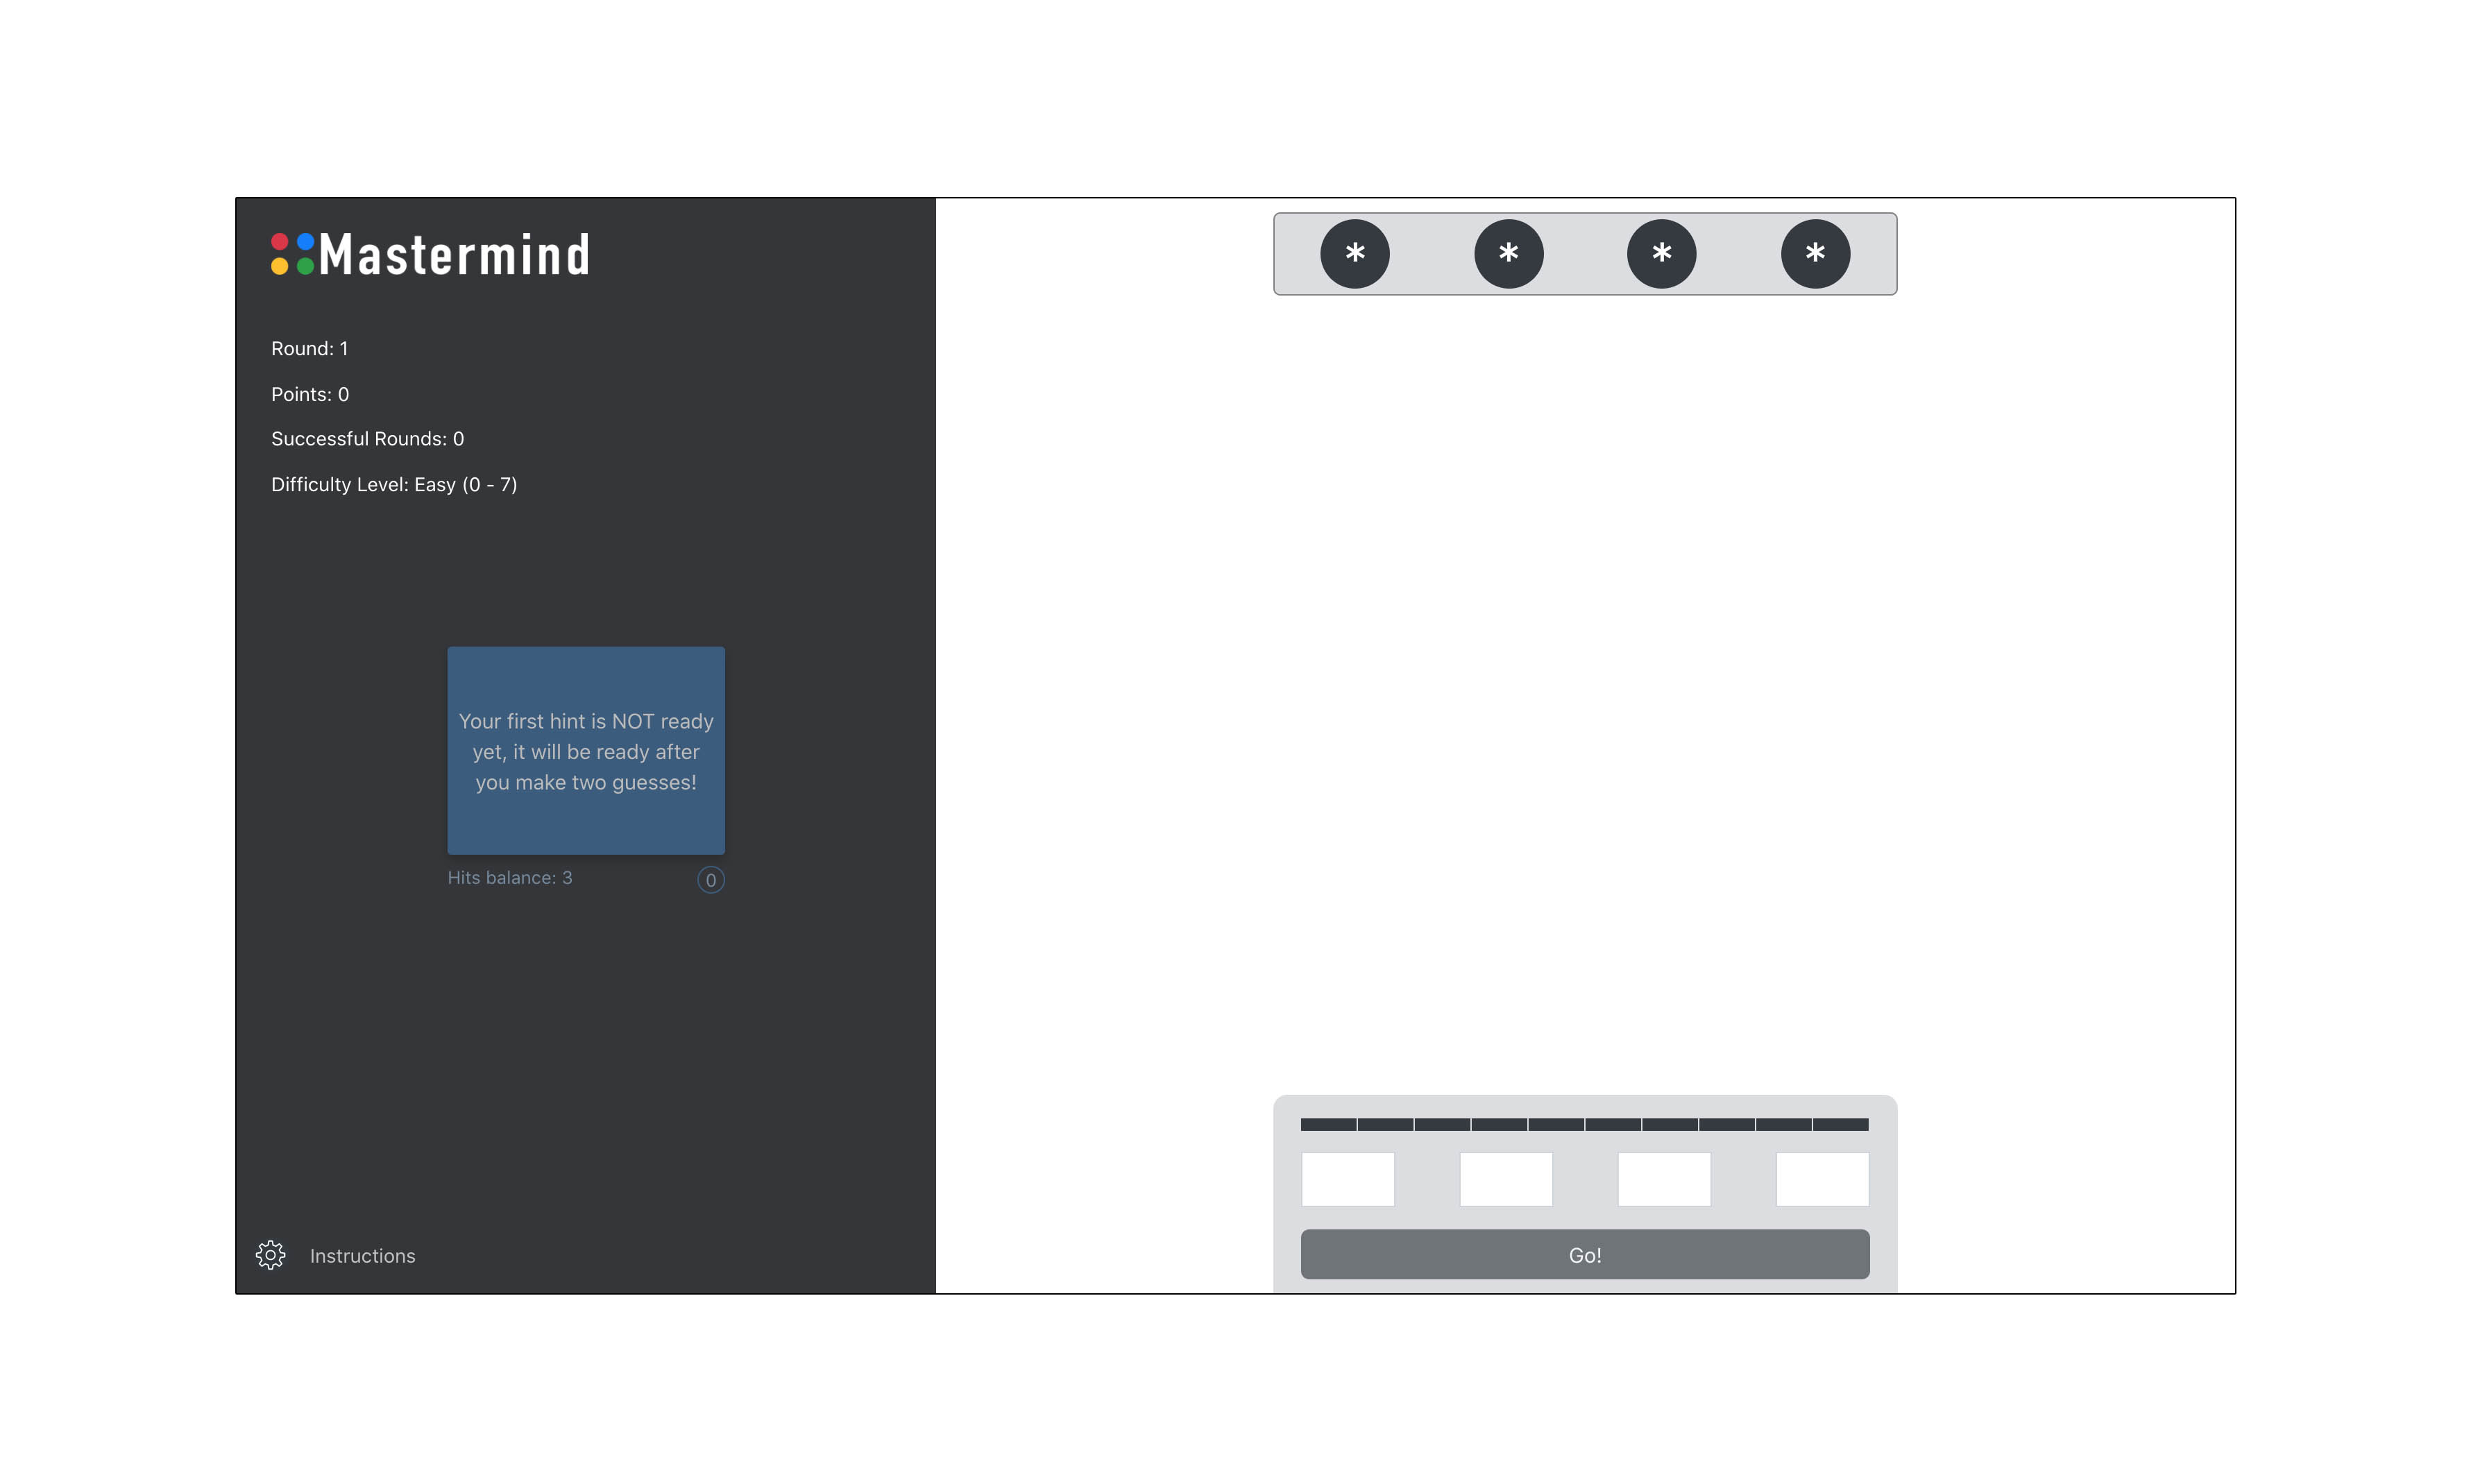 Mastermind
* * * *
Round: 1
Points: 0
Successful Rounds: 0
Difficulty Level: Easy (0 - 7)
Your first hint is NOT ready
yet, it will be ready after
you make two guesses!
Hits balance: 3
0
Go!
Instructions